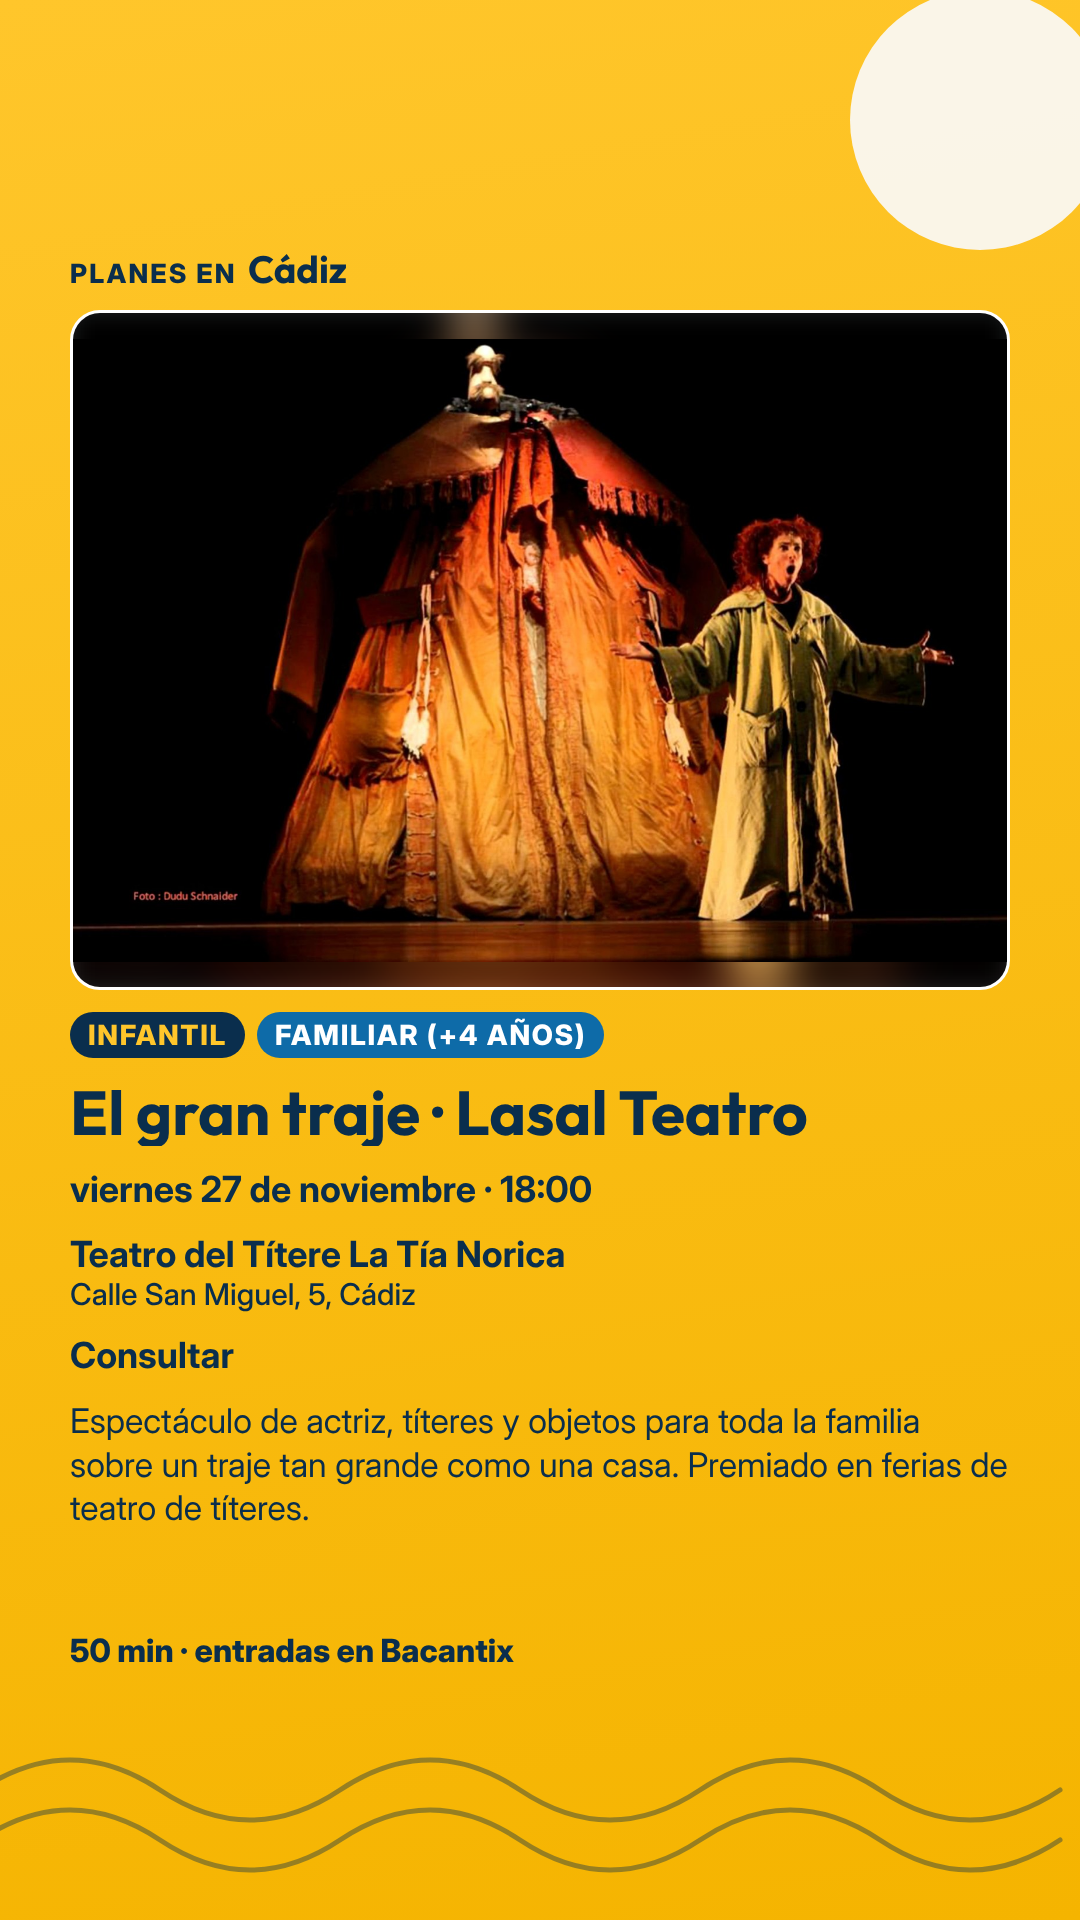 PLANES EN Cádiz
Foto : Dudu Schnaider
INFANTIL FAMILIAR (+4 AÑOS)
El gran traje · Lasal Teatro
viernes 27 de noviembre · 18:00
Teatro del Títere La Tía Norica
Calle San Miguel, 5, Cádiz
Consultar
Espectáculo de actriz, títeres y objetos para toda la familia
sobre un traje tan grande como una casa. Premiado en ferias de
teatro de títeres.
50 min · entradas en Bacantix